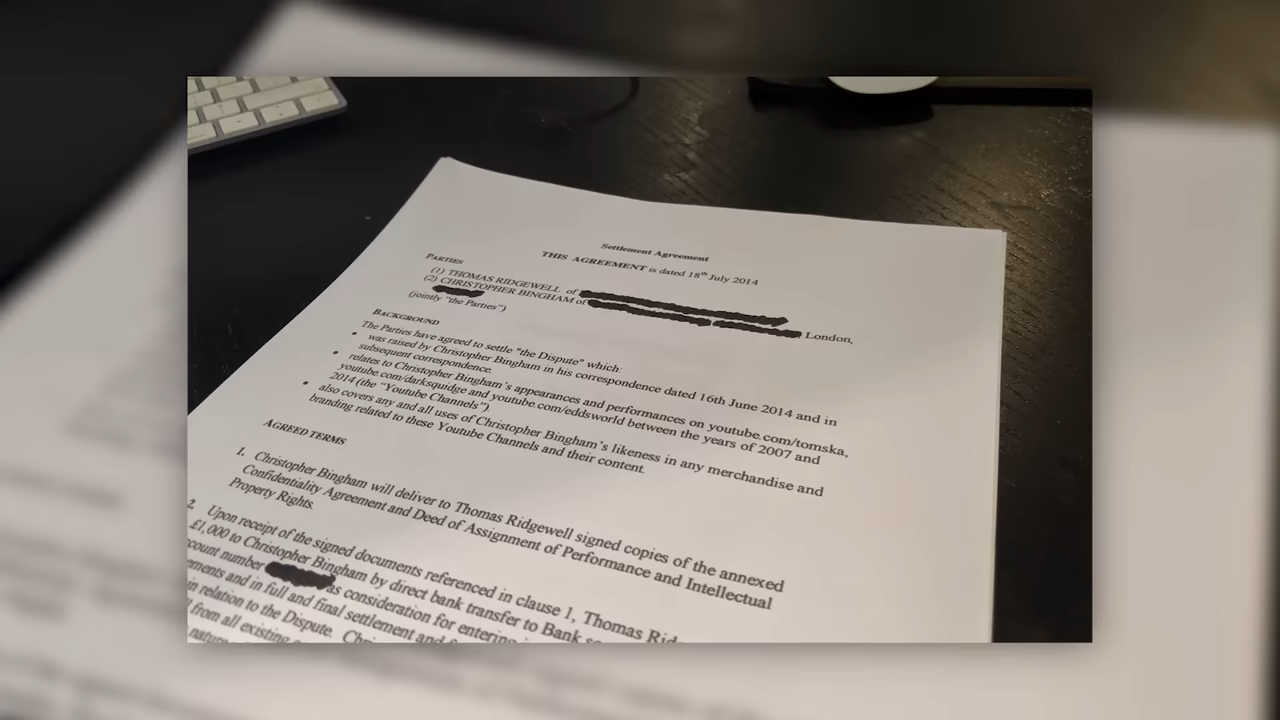 Settlement Agreement
THIS AGREEMENT is dated 18th July 2014
PARTIES
(1) THOMAS RIDGEWELL of
(2) CHRISTOPHER BINGHAM of
London,
(jointly "the Parties")
BACKGROUND
The Parties have agreed to settle "the Dispute" which:
• was raised by Christopher Bingham in his correspondence dated 16th June 2014 and in
subsequent correspondence.
• relates to Christopher Bingham's appearances and performances on youtube.com/tomska,
youtube.com/darksquidge and youtube.com/eddsworld between the years of 2007 and
2014 (the "Youtube Channels")
• also covers any and all uses of Christopher Bingham's likeness in any merchandise and
branding related to these Youtube Channels and their content.
AGREED TERMS
1. Christopher Bingham will deliver to Thomas Ridgewell signed copies of the annexed
Confidentiality Agreement and Deed of Assignment of Performance and Intellectual
Property Rights.
2. Upon receipt of the signed documents referenced in clause 1, Thomas Rid
£1,000 to Christopher Bingham by direct bank transfer to Bank
count number as consideration for entering
ements and in full and final settlement and
in relation to the Dispute. Chr
from all existing
nature